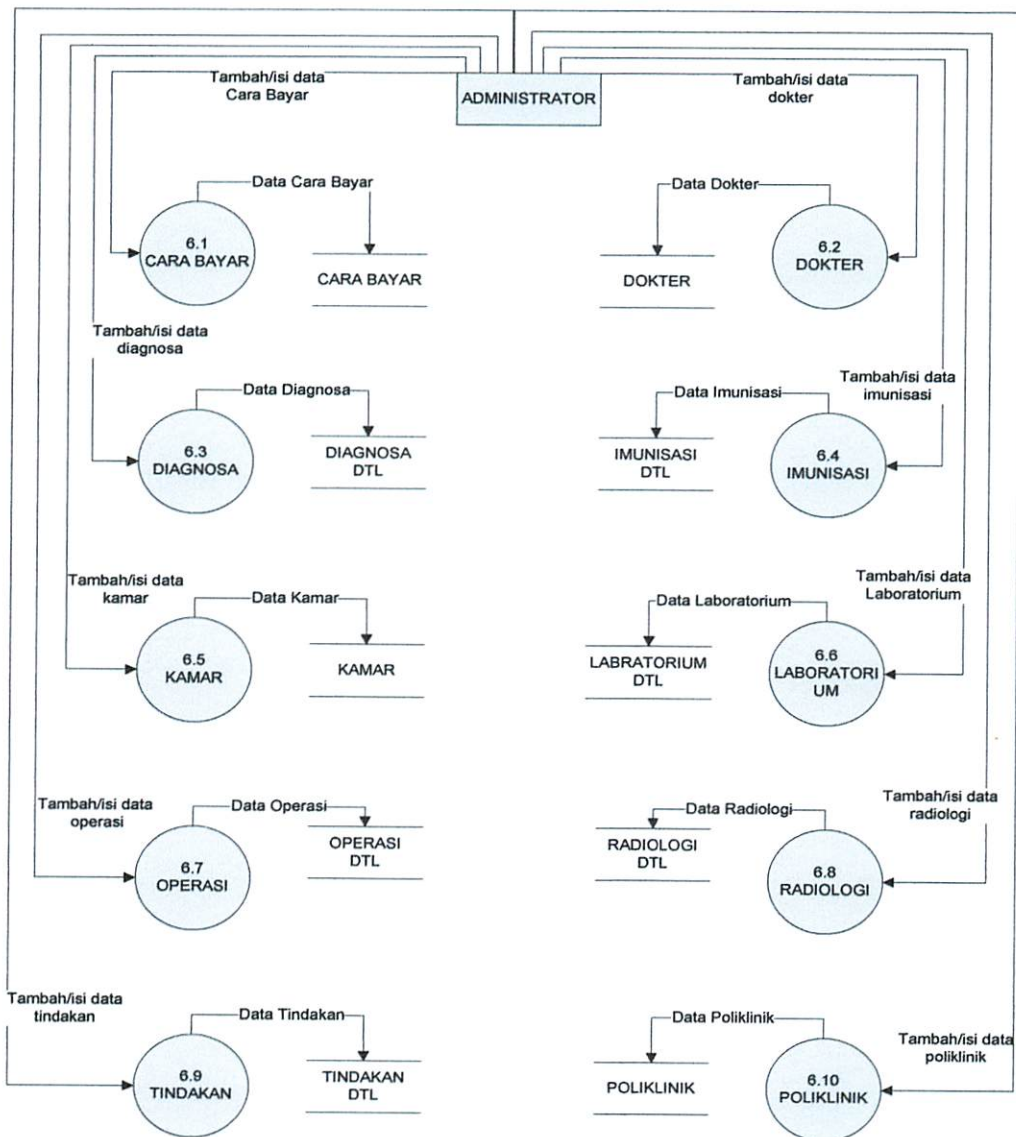 Tambah/isi data
Cara Bayar
ADMINISTRATOR
Tambah/isi data
dokter
Data Cara Bayar
6.1
CARA BAYAR
CARA BAYAR
Data Dokter
DOKTER
6.2
DOKTER
Tambah/isi data
diagnosa
Data Diagnosa
6.3
DIAGNOSA
DIAGNOSA
DTL
Data Imunisasi
Tambah/isi data
imunisasi
IMUNISASI
DTL
6.4
IMUNISASI
Tambah/isi data
kamar
Data Kamar
6.5
KAMAR
KAMAR
Data Laboratorium
Tambah/isi data
Laboratorium
LABRATORIUM
DTL
6.6
LABORATORI
UM
Tambah/isi data
operasi
Data Operasi
6.7
OPERASI
OPERASI
DTL
Data Radiologi
Tambah/isi data
radiologi
RADIOLOGI
DTL
6.8
RADIOLOGI
Tambah/isi data
tindakan
Data Tindakan
6.9
TINDAKAN
TINDAKAN
DTL
Data Poliklinik
Tambah/isi data
poliklinik
POLIKLINIK
6.10
POLIKLINIK